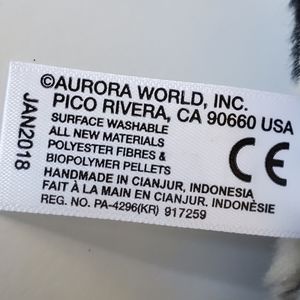 ©AURORA WORLD, INC.
PICO RIVERA, CA 90660 USA
SURFACE WASHABLE
ALL NEW MATERIALS
POLYESTER FIBRES &
BIOPOLYMER PELLETS
HANDMADE IN CIANJUR, INDONESIA
FAIT À LA MAIN EN CIANJUR. INDONÈSIE
REG. NO. PA-4296(KR) 917259
CE
JAN2018